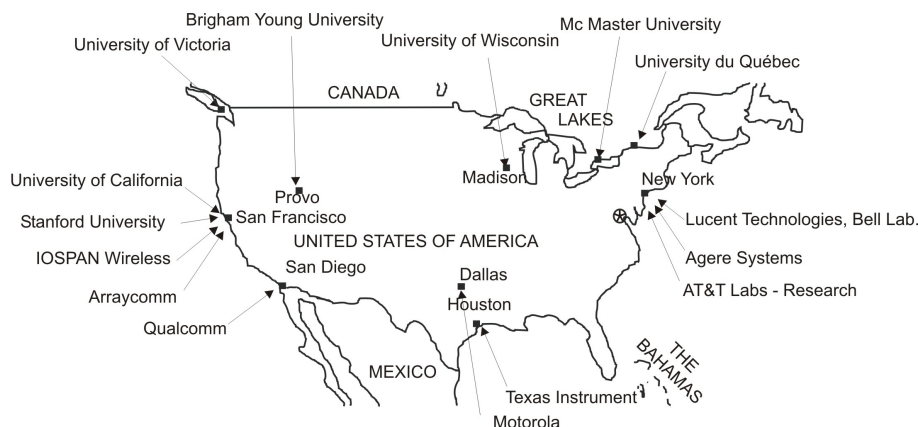 Brigham Young University
University of Victoria
University of Wisconsin
Mc Master University
University du Québec
CANADA
GREAT
LAKES
University of California
Stanford University
IOSPAN Wireless
Arraycomm
Qualcomm
Provo
San Francisco
Madison
New York
Lucent Technologies, Bell Lab.
Agere Systems
AT&T Labs - Research
UNITED STATES OF AMERICA
San Diego
Dallas
Houston
MEXICO
THE
BAHAMAS
Texas Instrument
Motorola